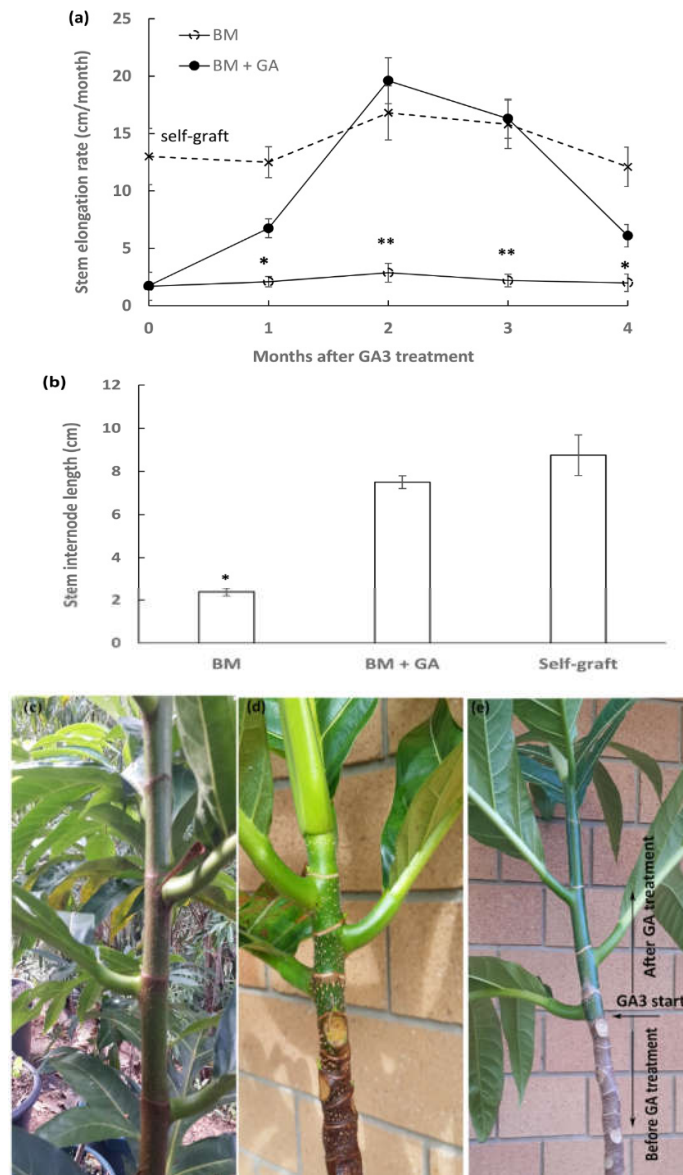 (a)
BM
BM + GA
Stem elongation rate (cm/month)
25
20
15
10
5
0
self-graft
*
**
**
*
0 1 2 3 4
Months after GA3 treatment
(b)
Stem internode length (cm)
12
10
8
6
4
2
0
*
BM BM + GA Self-graft
(c) (d) (e)
After GA treatment
GA3 start
Before GA treatment